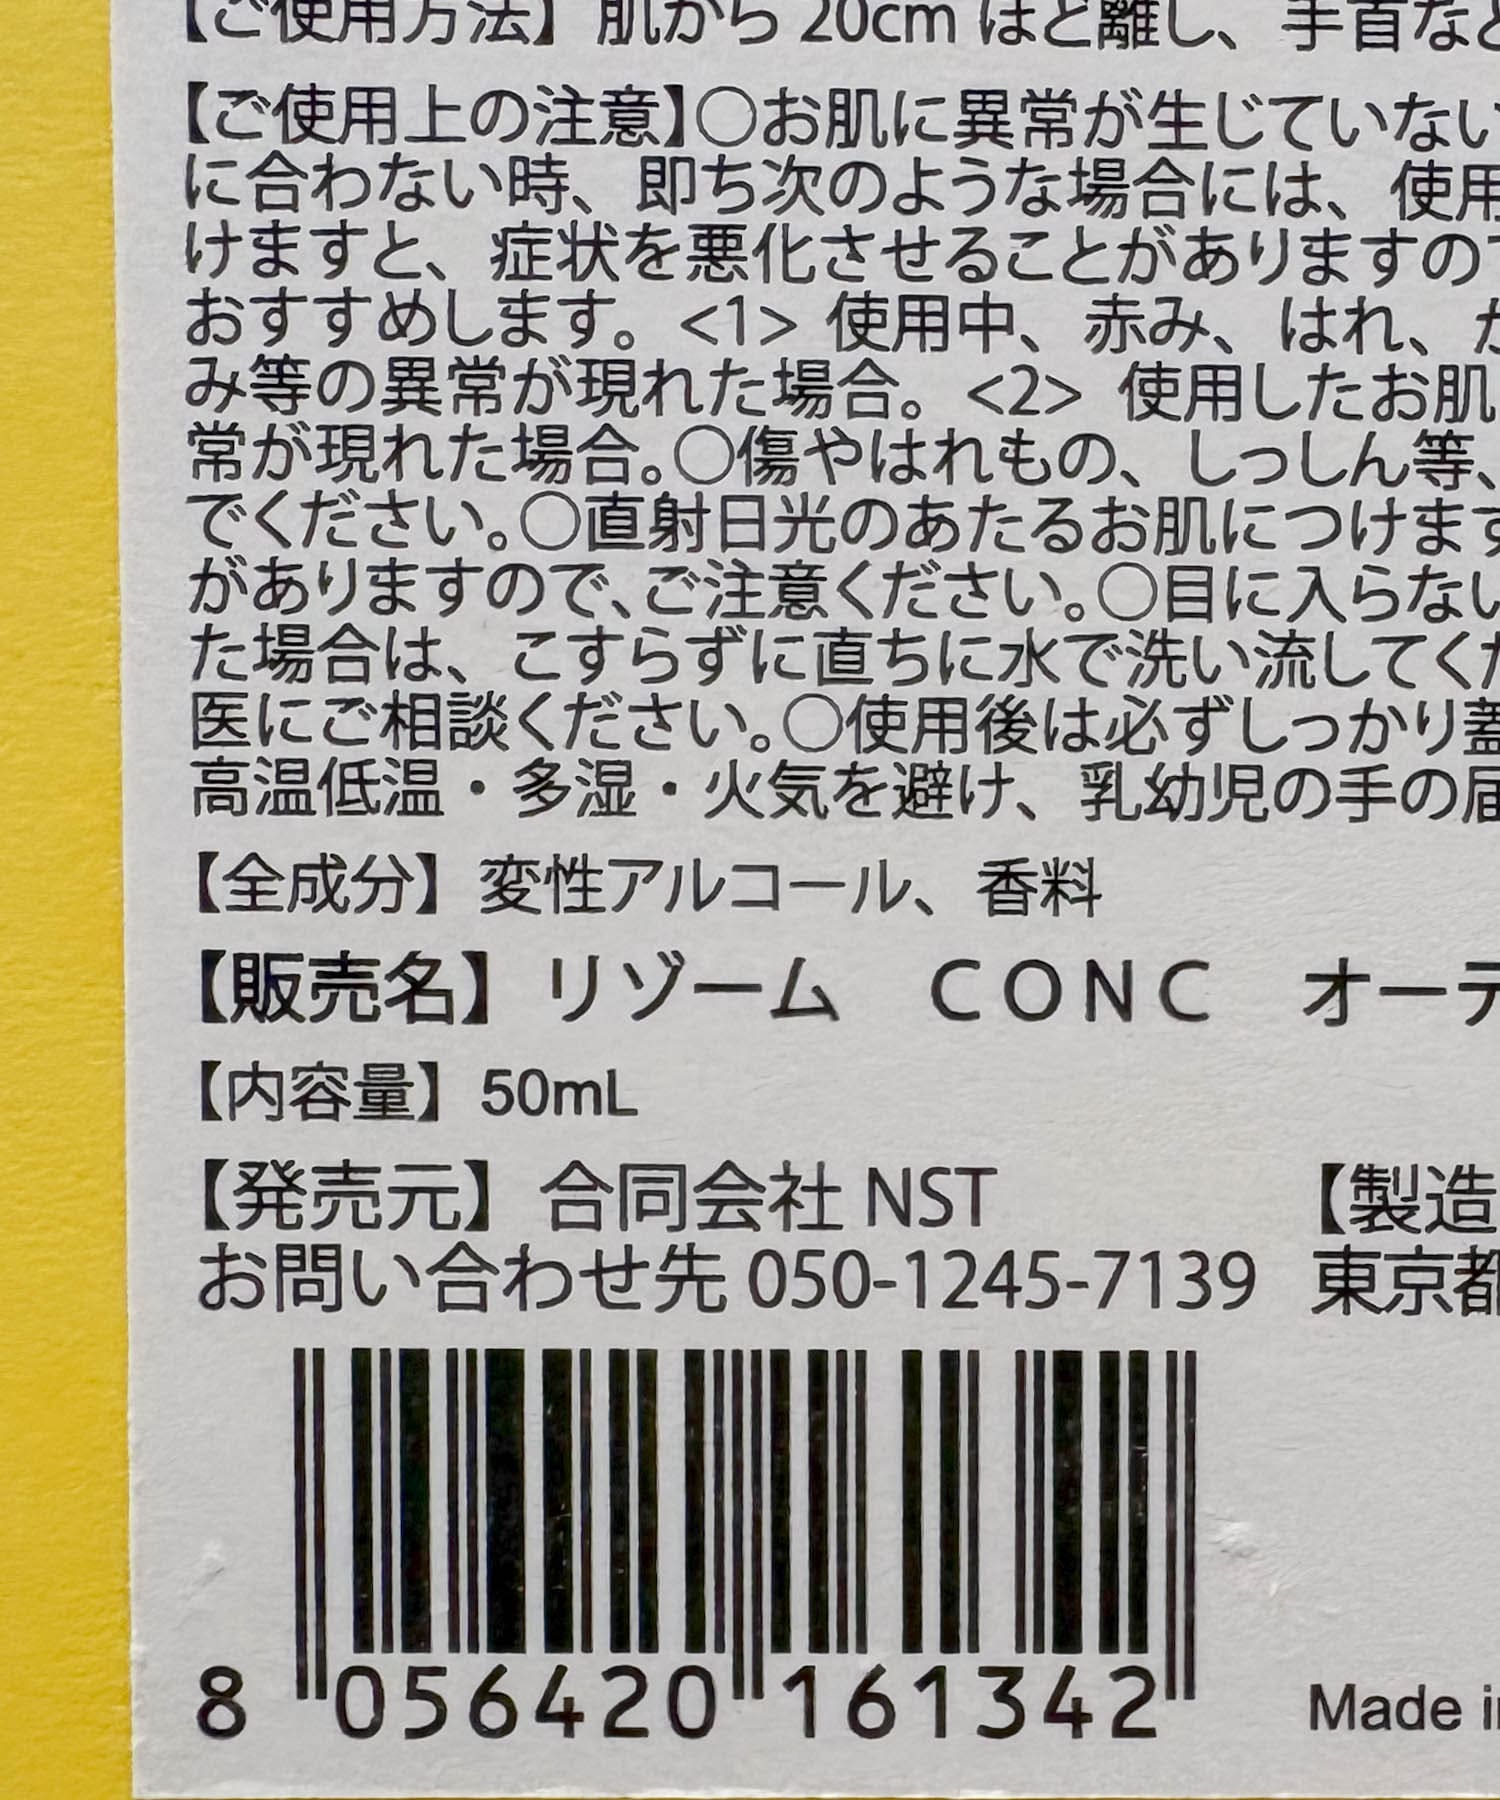 【ご使用方法】肌から 20cm ほど離し、手首など
【ご使用上の注意】○お肌に異常が生じていない
に合わない時、即ち次のような場合には、使用
けますと、症状を悪化させることがありますので
おすすめします。<1> 使用中、赤み、はれ、か
み等の異常が現れた場合。<2> 使用したお肌
常が現れた場合。○傷やはれもの、しっしん等、
でください。○直射日光のあたるお肌につけます
がありますので、ご注意ください。○目に入らない
た場合は、こすらずに直ちに水で洗い流してくだ
医にご相談ください。○使用後は必ずしっかり蓋
高温低温・多湿・火気を避け、乳幼児の手の届
【全成分】変性アルコール、香料
【販売名】リゾーム　ＣＯＮＣ　オーデ
【内容量】50mL
【発売元】合同会社 NST 【製造
お問い合わせ先 050-1245-7139 東京都
8 056420 161342
Made in